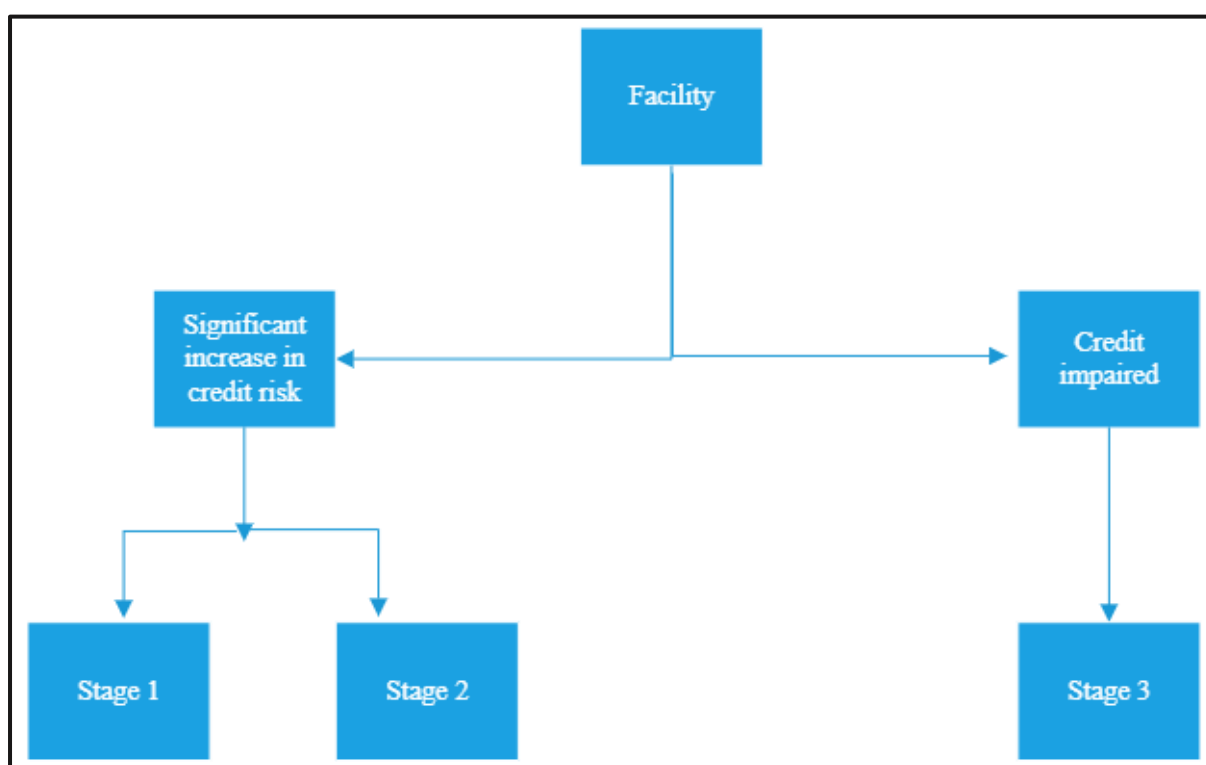 Facility
Significant
increase in
credit risk
Credit
impaired
Stage 1
Stage 2
Stage 3